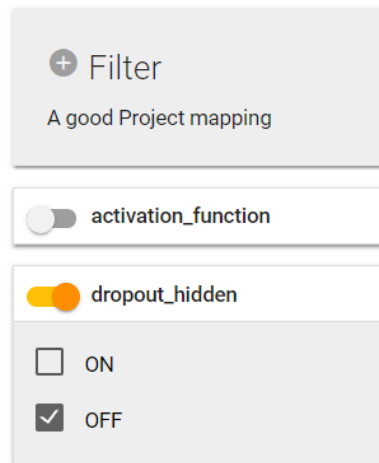 Filter
A good Project mapping
activation_function
dropout_hidden
ON
OFF